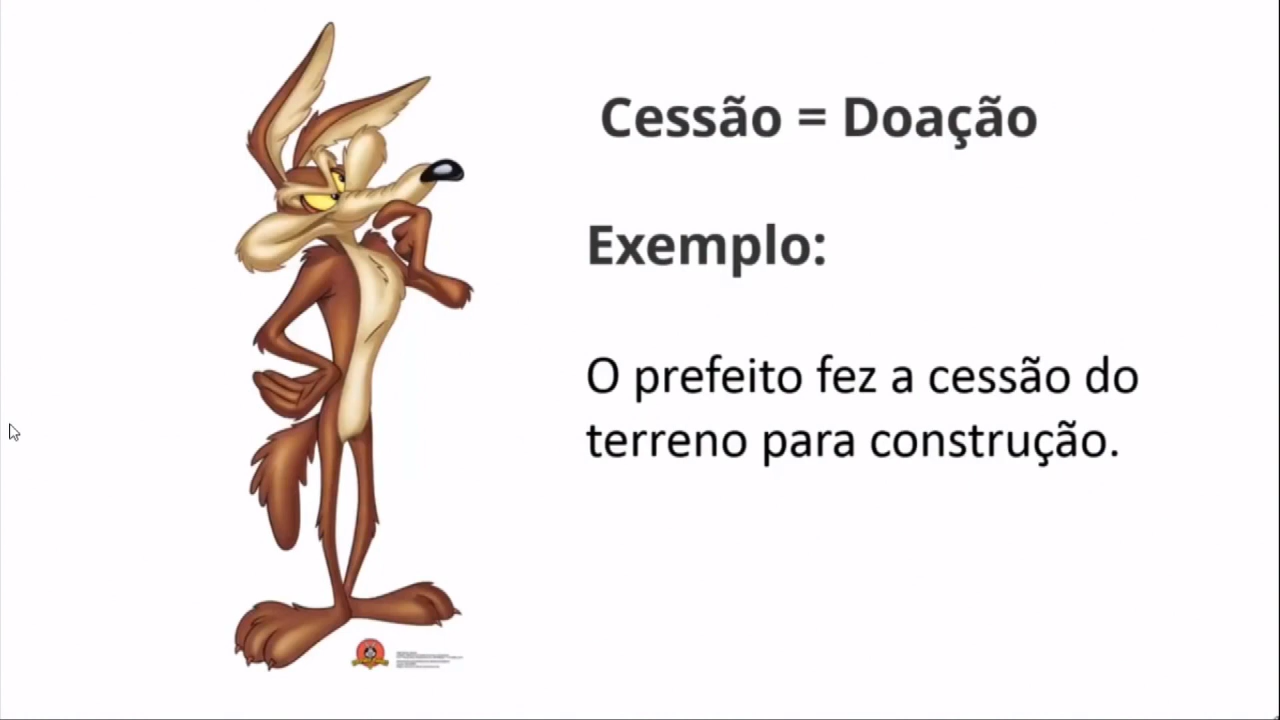 Cessão = Doação
Exemplo:
O prefeito fez a cessão do
terreno para construção.